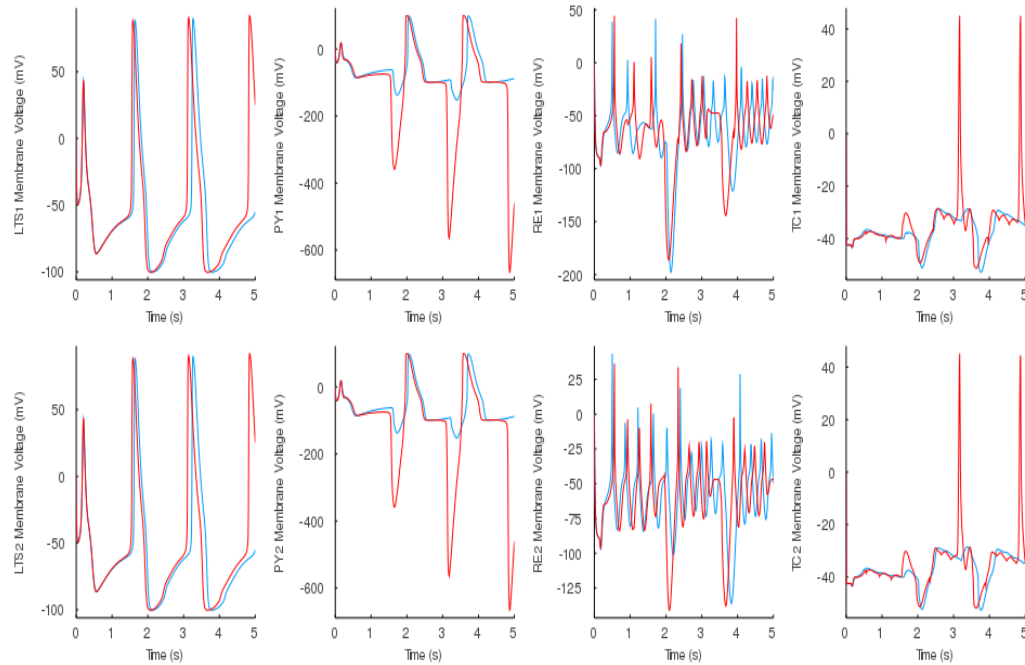 LTS1 Membrane Voltage (mV)
50
0
-50
-100
0 1 2 3 4 5
Time (s)
PY1 Membrane Voltage (mV)
0
-200
-400
-600
0 1 2 3 4 5
Time (s)
RE1 Membrane Voltage (mV)
50
0
-50
-100
-150
-200
0 1 2 3 4 5
Time (s)
TC1 Membrane Voltage (mV)
40
20
0
-20
-40
0 1 2 3 4 5
Time (s)
LTS2 Membrane Voltage (mV)
50
0
-50
-100
0 1 2 3 4 5
Time (s)
PY2 Membrane Voltage (mV)
0
-200
-400
-600
0 1 2 3 4 5
Time (s)
RE2 Membrane Voltage (mV)
25
0
-25
-50
-75
-100
-125
0 1 2 3 4 5
Time (s)
TC2 Membrane Voltage (mV)
40
20
0
-20
-40
0 1 2 3 4 5
Time (s)